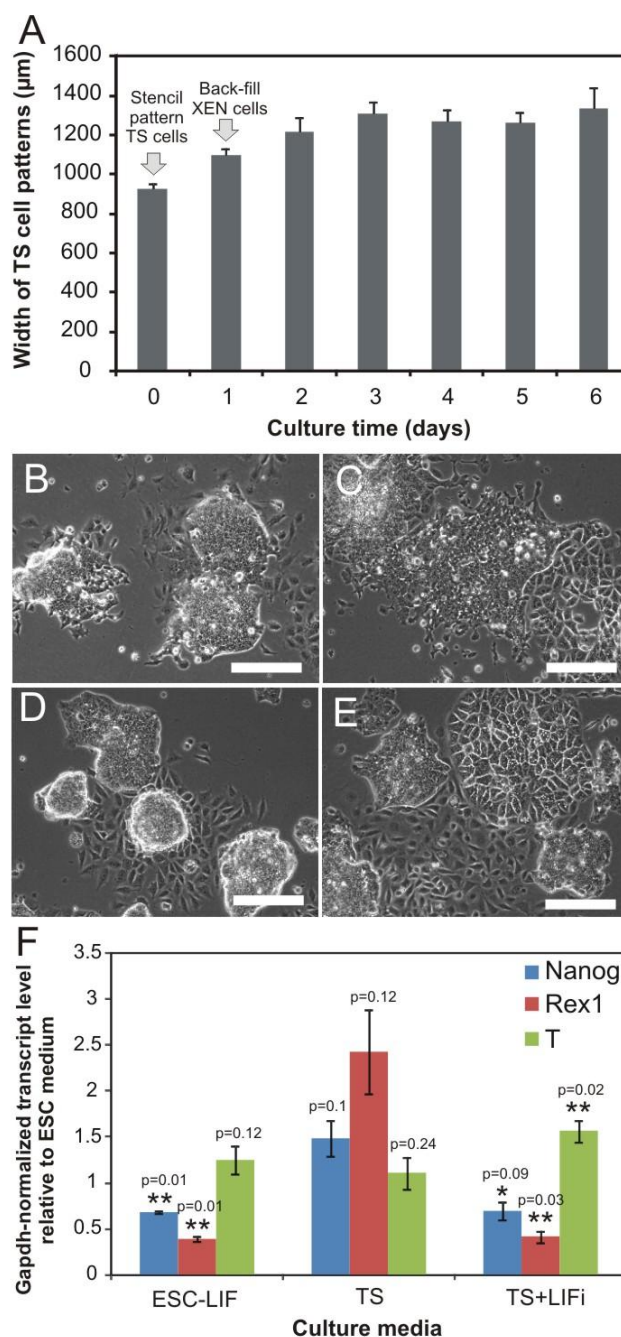 A
1600
1400
1200
1000
800
600
400
200
0
Width of TS cell patterns (µm)
Stencil
pattern
TS cells
Back-fill
XEN cells
0 1 2 3 4 5 6
Culture time (days)
B
C
D
E
F
3.5
3
2.5
2
1.5
1
0.5
0
Gapdh-normalized transcript level
relative to ESC medium
Nanog
Rex1
T
p=0.01
**
p=0.01
**
p=0.12
p=0.1
p=0.12
p=0.24
p=0.09
*
p=0.03
**
p=0.02
**
ESC-LIF TS TS+LIFi
Culture media